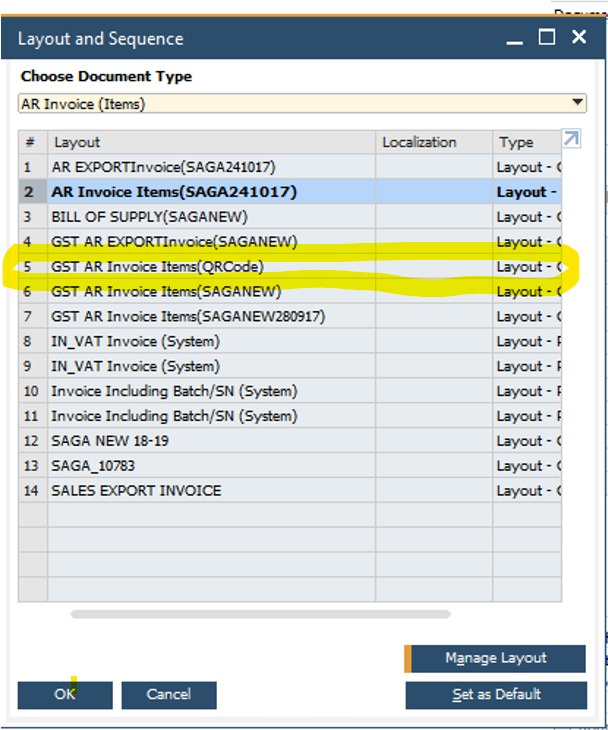 Layout and Sequence
Choose Document Type
AR Invoice (Items)
# Layout Localization Type
1 AR EXPORTInvoice(SAGA241017) Layout -
2 AR Invoice Items(SAGA241017) Layout -
3 BILL OF SUPPLY(SAGANEW) Layout -
4 GST AR EXPORTInvoice(SAGANEW) Layout -
5 GST AR Invoice Items(QRCode) Layout -
6 GST AR Invoice Items(SAGANEW) Layout -
7 GST AR Invoice Items(SAGANEW280917) Layout -
8 IN_VAT Invoice (System) Layout -
9 IN_VAT Invoice (System) Layout -
10 Invoice Including Batch/SN (System) Layout -
11 Invoice Including Batch/SN (System) Layout -
12 SAGA NEW 18-19 Layout -
13 SAGA_10783 Layout -
14 SALES EXPORT INVOICE Layout -
Manage Layout
OK Cancel Set as Default